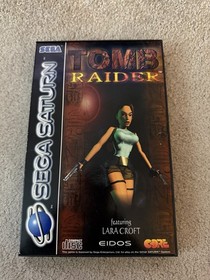 SEGA
SEGA SATURN
TOMB
RAIDER
featuring
LARA CROFT
EIDOS
CORE